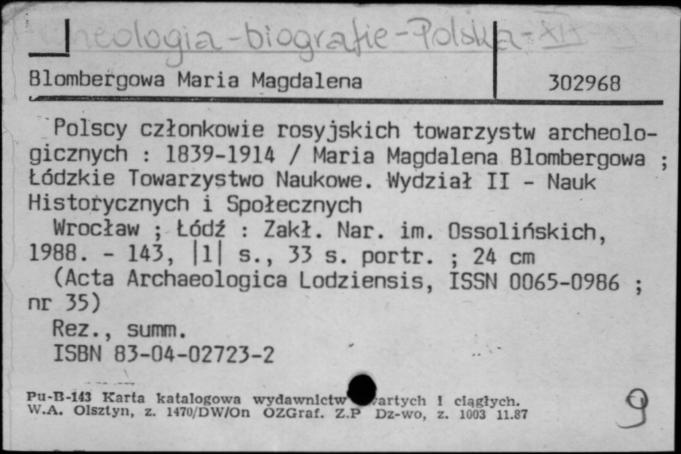 archeologia-biografie-Polska-XIX
Blombergowa Maria Magdalena 302968
Polscy członkowie rosyjskich towarzystw archeolo-
gicznych : 1839-1914 / Maria Magdalena Blombergowa ;
Łódzkie Towarzystwo Naukowe. Wydział II - Nauk
Historycznych i Społecznych
Wrocław ; Łódź : Zakł. Nar. im. Ossolińskich,
1988. - 143, |1| s., 33 s. portr. ; 24 cm
(Acta Archaeologica Lodziensis, ISSN 0065-0986 ;
nr 35)
Rez., summ.
ISBN 83-04-02723-2
Pu-B-143 Karta katalogowa wydawnictw zwartych i ciągłych.
W.A. Olsztyn, z. 1470/DW/On OZGraf. Z.P Dz-wo, z. 1003 11.87
9